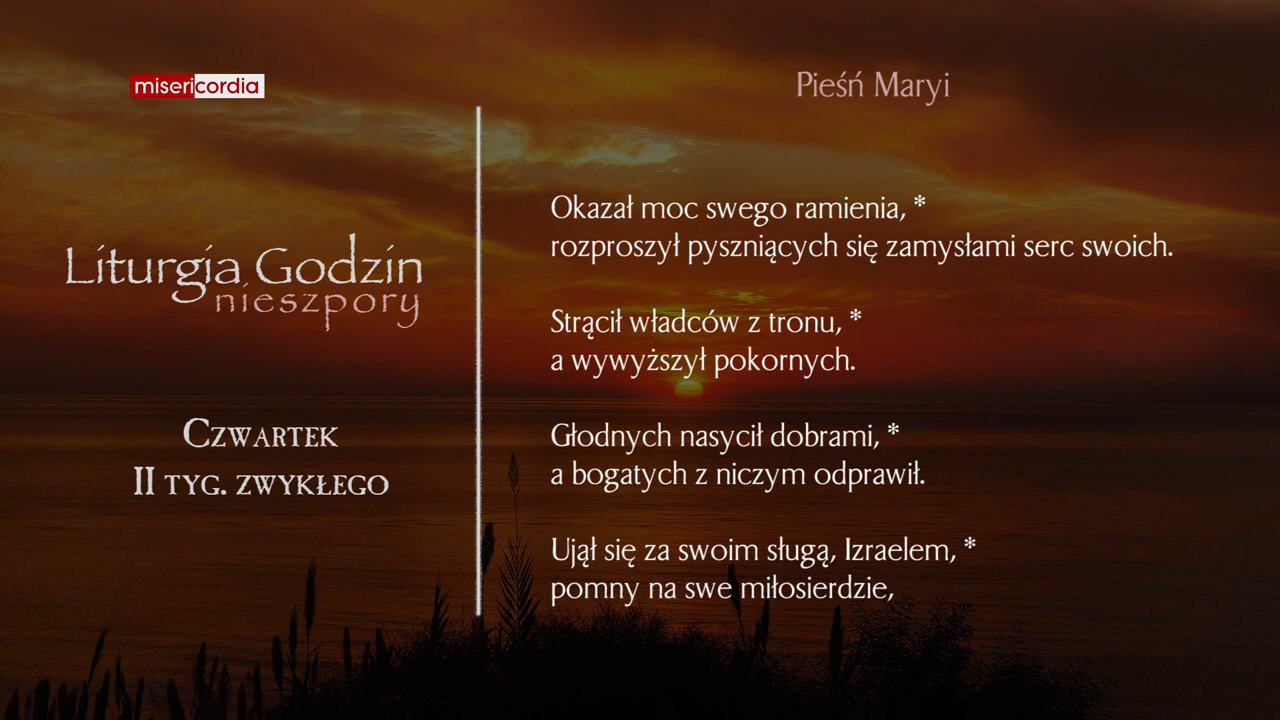 misericordia
Liturgia Godzin
nieszpory
Czwartek
II tyg. zwykłego
Pieśń Maryi
Okazał moc swego ramienia, *
rozproszył pyszniących się zamysłami serc swoich.
Strącił władców z tronu, *
a wywyższył pokornych.
Głodnych nasycił dobrami, *
a bogatych z niczym odprawił.
Ujął się za swoim sługą, Izraelem, *
pomny na swe miłosierdzie,